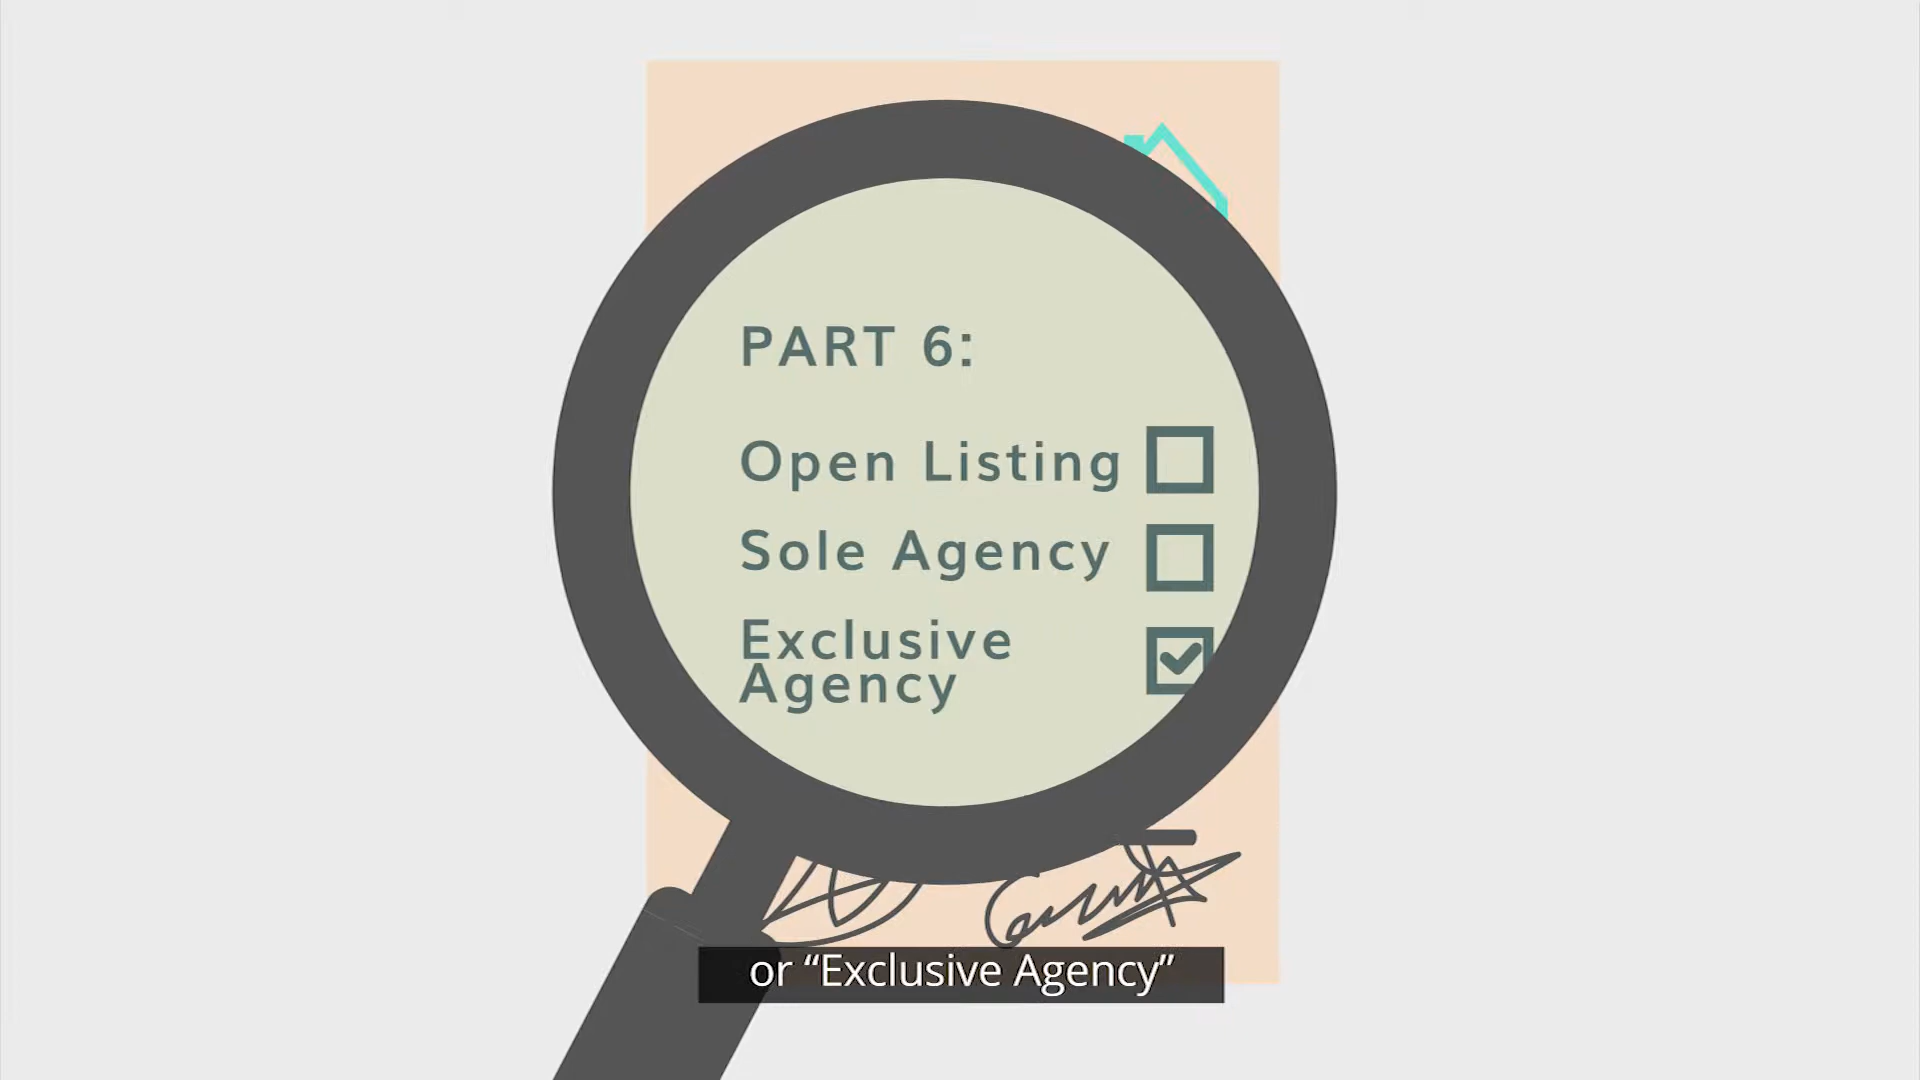 PART 6:
Open Listing
Sole Agency
Exclusive
Agency
or “Exclusive Agency”